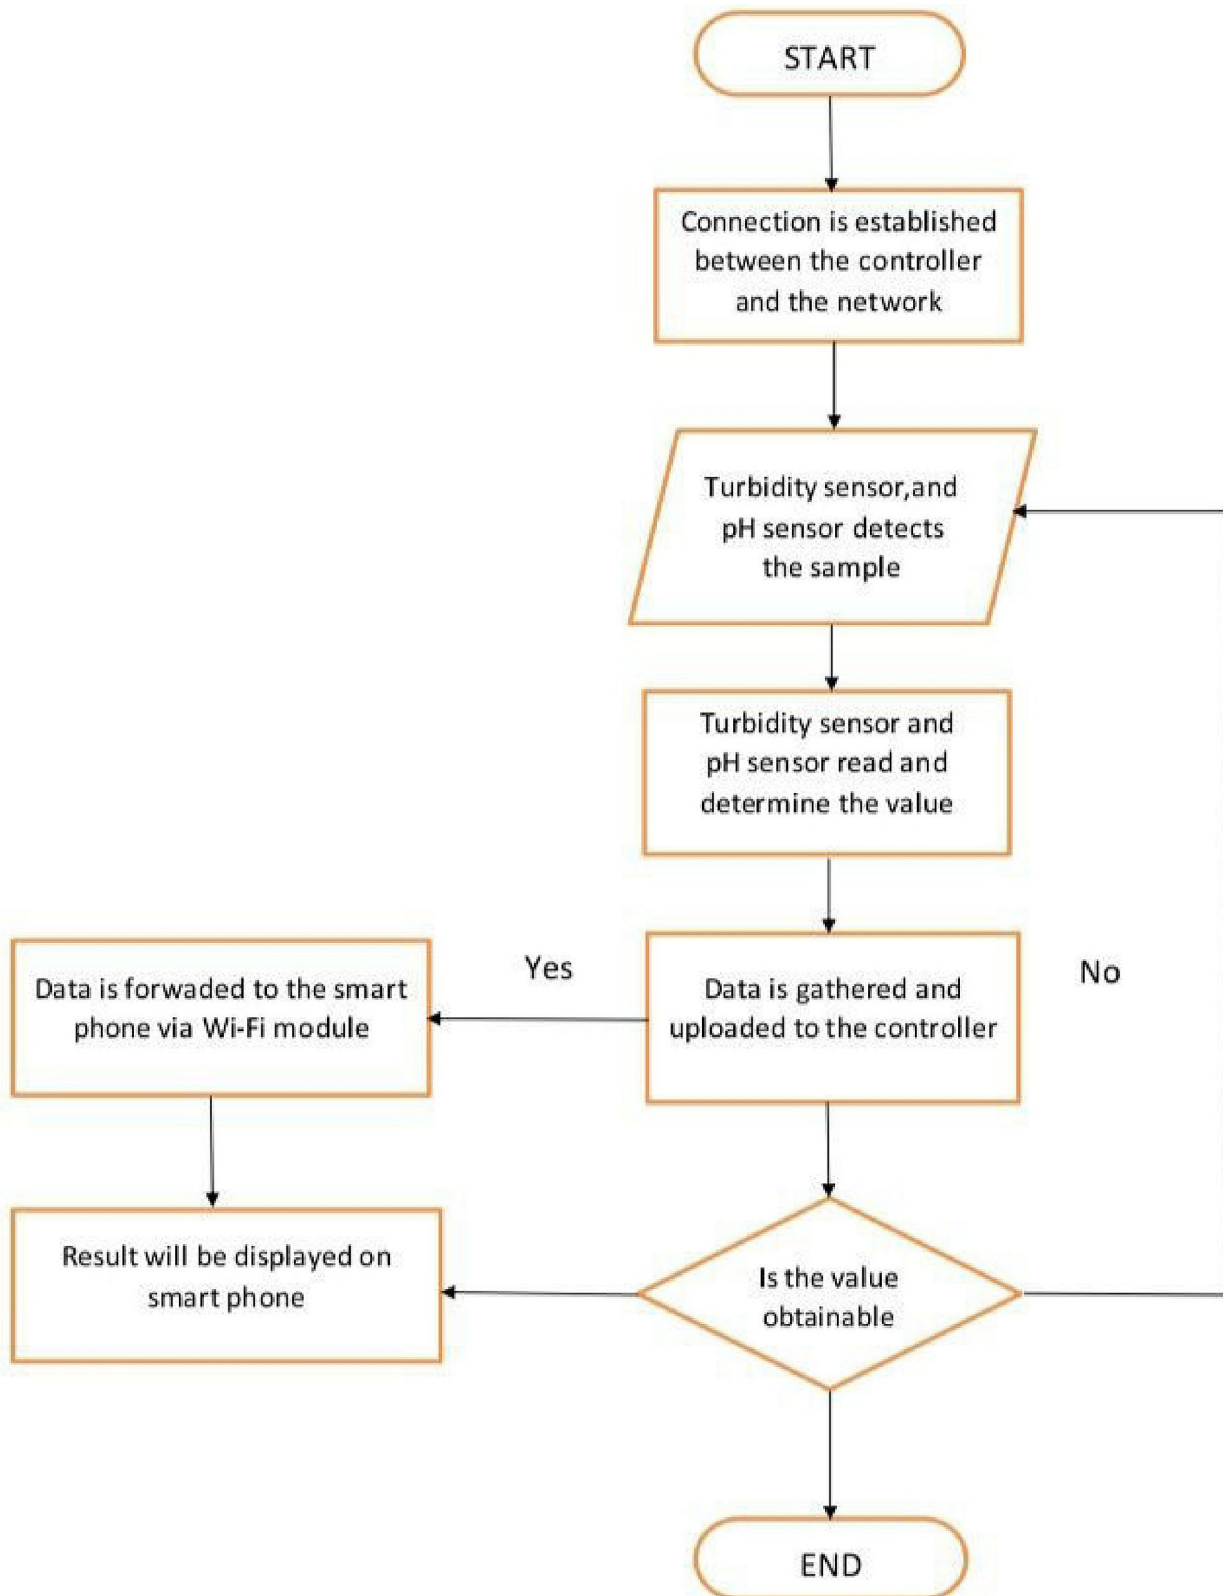 START
Connection is established
between the controller
and the network
Turbidity sensor,and
pH sensor detects
the sample
Turbidity sensor and
pH sensor read and
determine the value
Yes
No
Data is forwaded to the smart
phone via Wi-Fi module
Data is gathered and
uploaded to the controller
Result will be displayed on
smart phone
Is the value
obtainable
END